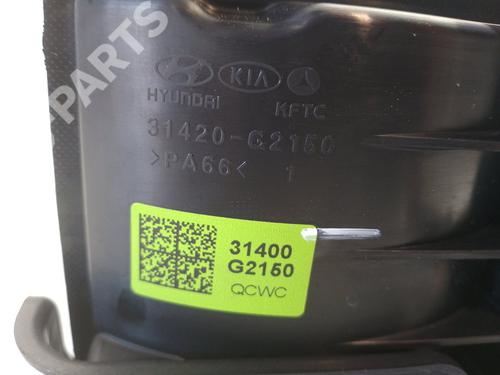 PARTS
KIA
HYUNDAI
KFTC
31420-G2150
>PA66<
1
31400
G2150
QCWC